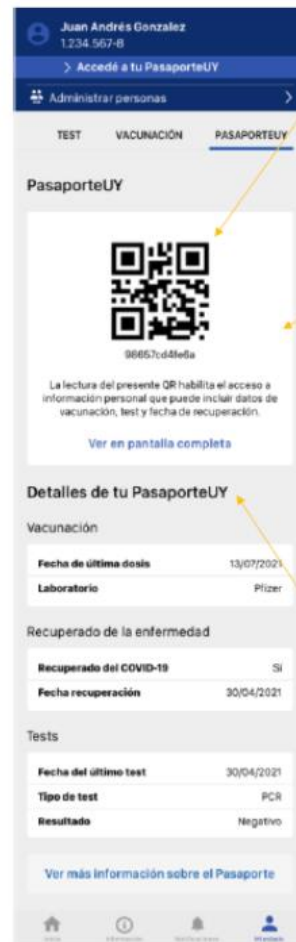 Juan Andrés Gonzalez
1.234.567-8
> Accedé a tu PasaporteUY
Administrar personas >
TEST VACUNACIÓN PASAPORTEUY
PasaporteUY
98657cd4fe6a
La lectura del presente QR habilita el acceso a
información personal que puede incluir datos de
vacunación, test y fecha de
recuperación.
Ver en pantalla completa
Detalles de tu PasaporteUY
Vacunación
Fecha de última dosis 13/07/2021
Laboratorio Pfizer
Recuperado de la enfermedad
Recuperado del COVID-19 Sí
Fecha recuperación 30/04/2021
Tests
Fecha del último test 30/04/2021
Tipo de test PCR
Resultado Negativo
Ver más información sobre el Pasaporte